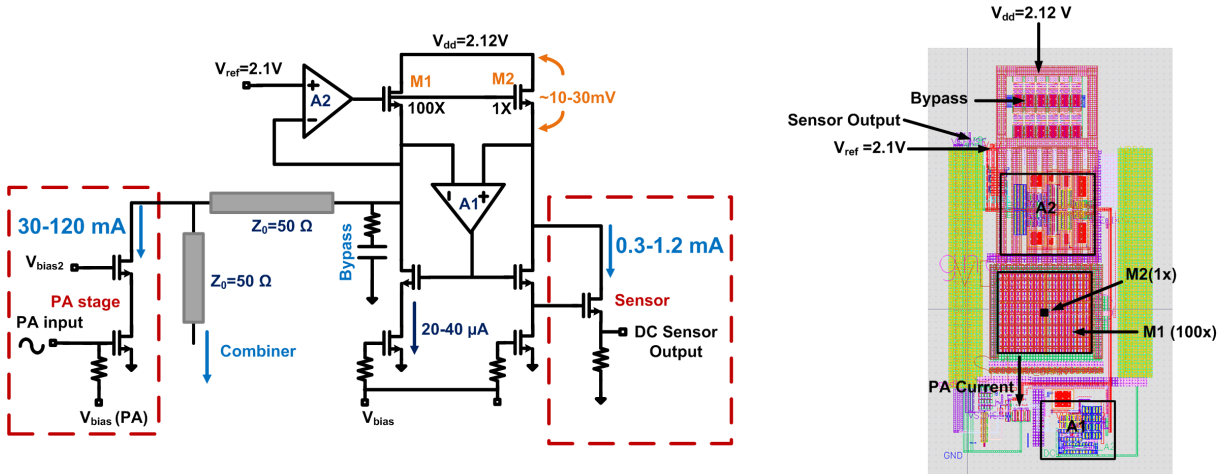 Vdd=2.12V
Vref=2.1V
+
-
A2
M1
100X
M2
1X
~10-30mV
-
+
A1
30-120 mA
Z0=50 Ω
Z0=50 Ω
Bypass
Vbias2
PA stage
PA input
Vbias (PA)
Combiner
20-40 µA
Vbias
0.3-1.2 mA
Sensor
DC Sensor
Output
Vdd=2.12 V
Bypass
Sensor Output
Vref =2.1V
A2
M2(1x)
M1 (100x)
PA Current
A1
GND